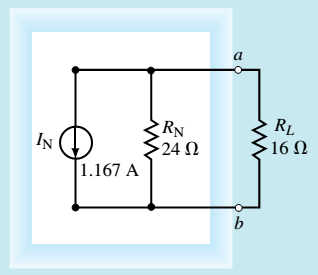 a
I_N
1.167 A
R_N
24 Ω
R_L
16 Ω
b